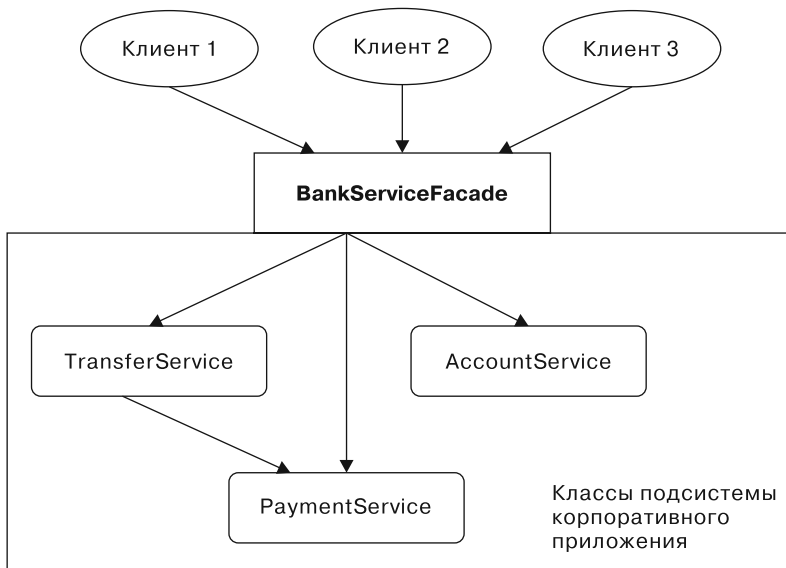 Клиент 1
Клиент 2
Клиент 3
BankServiceFacade
TransferService
AccountService
PaymentService
Классы подсистемы
корпоративного
приложения